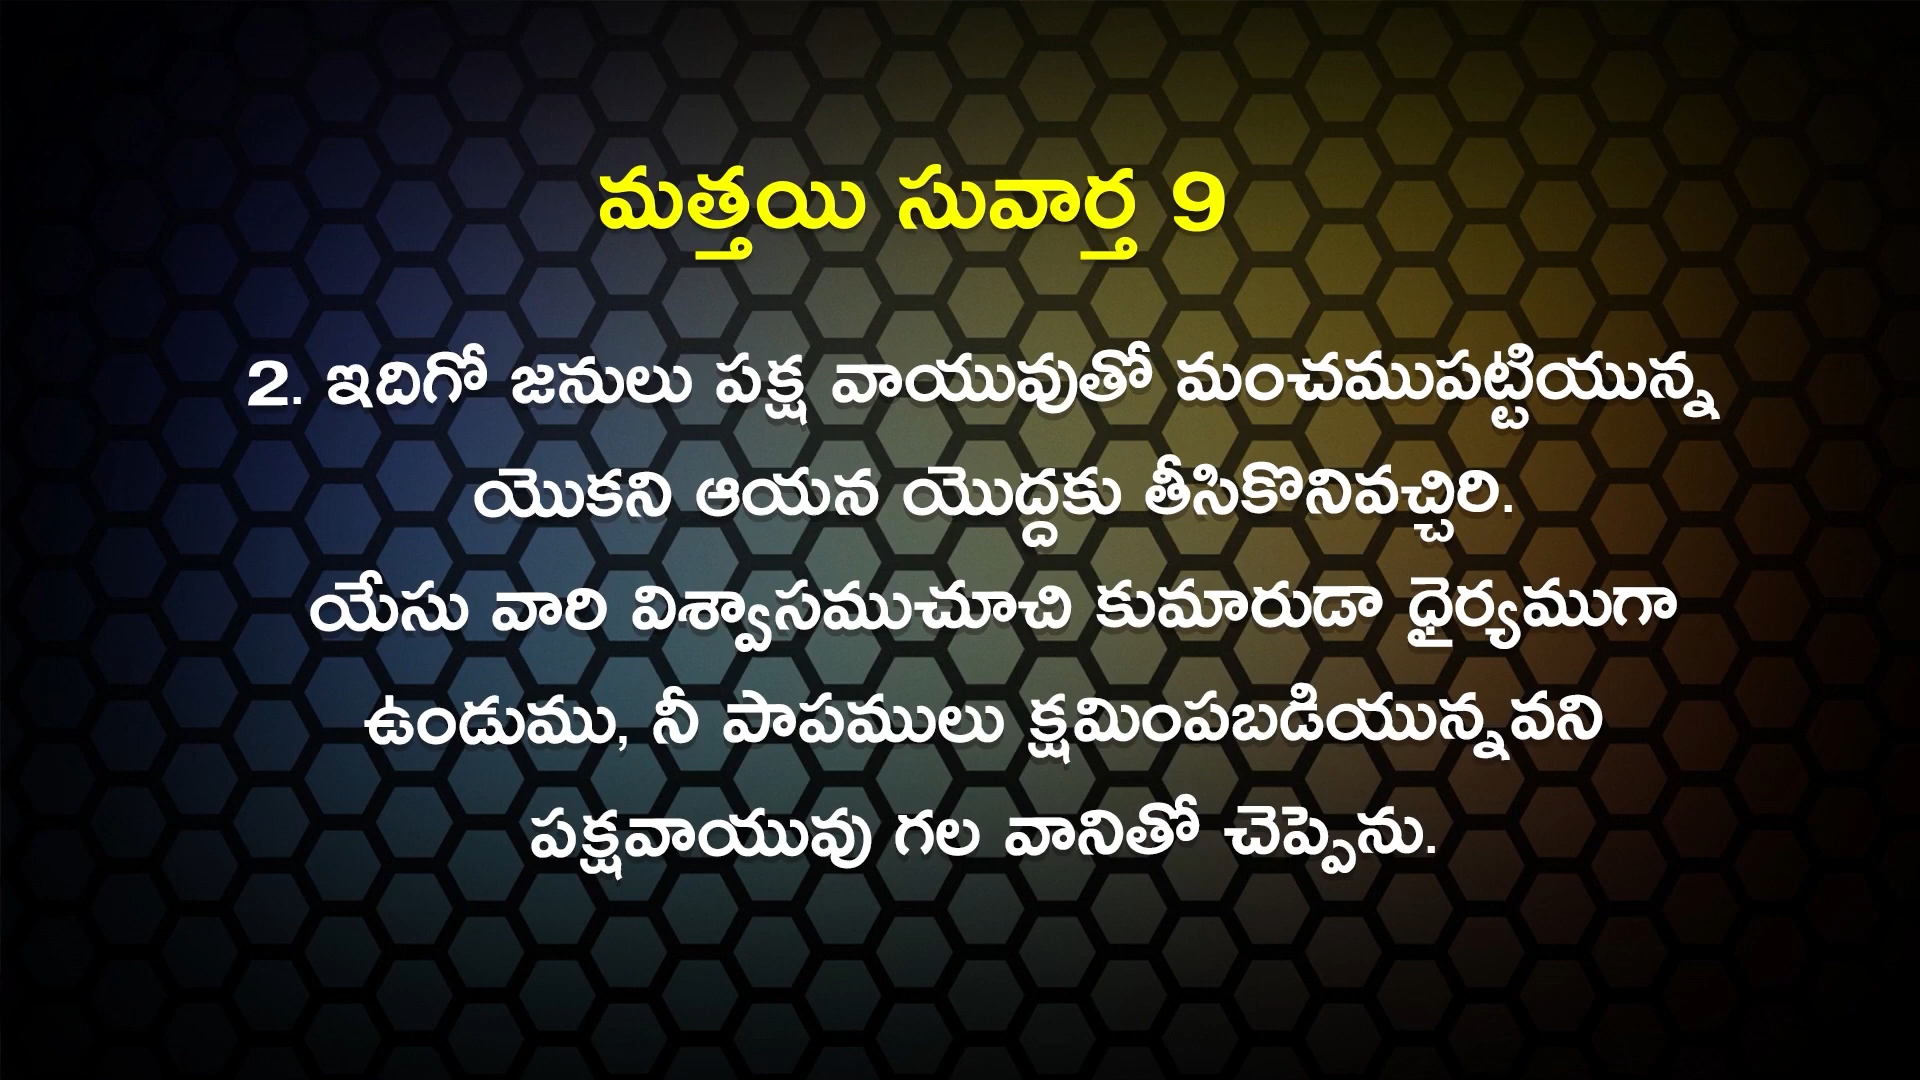 మత్తయి సువార్త 9
2. ఇదిగో జనులు పక్ష వాయువుతో మంచముపట్టియున్న
యొకని ఆయన యొద్దకు తీసికొనివచ్చిరి.
యేసు వారి విశ్వాసముచూచి కుమారుడా ధైర్యముగా
ఉండుము, నీ పాపములు క్షమింపబడియున్నవని
పక్షవాయువు గల వానితో చెప్పెను.